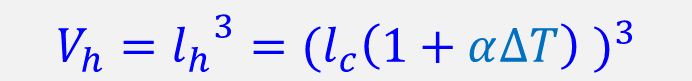 V_h = l_h^3 = (l_c(1 + αΔT) )^3